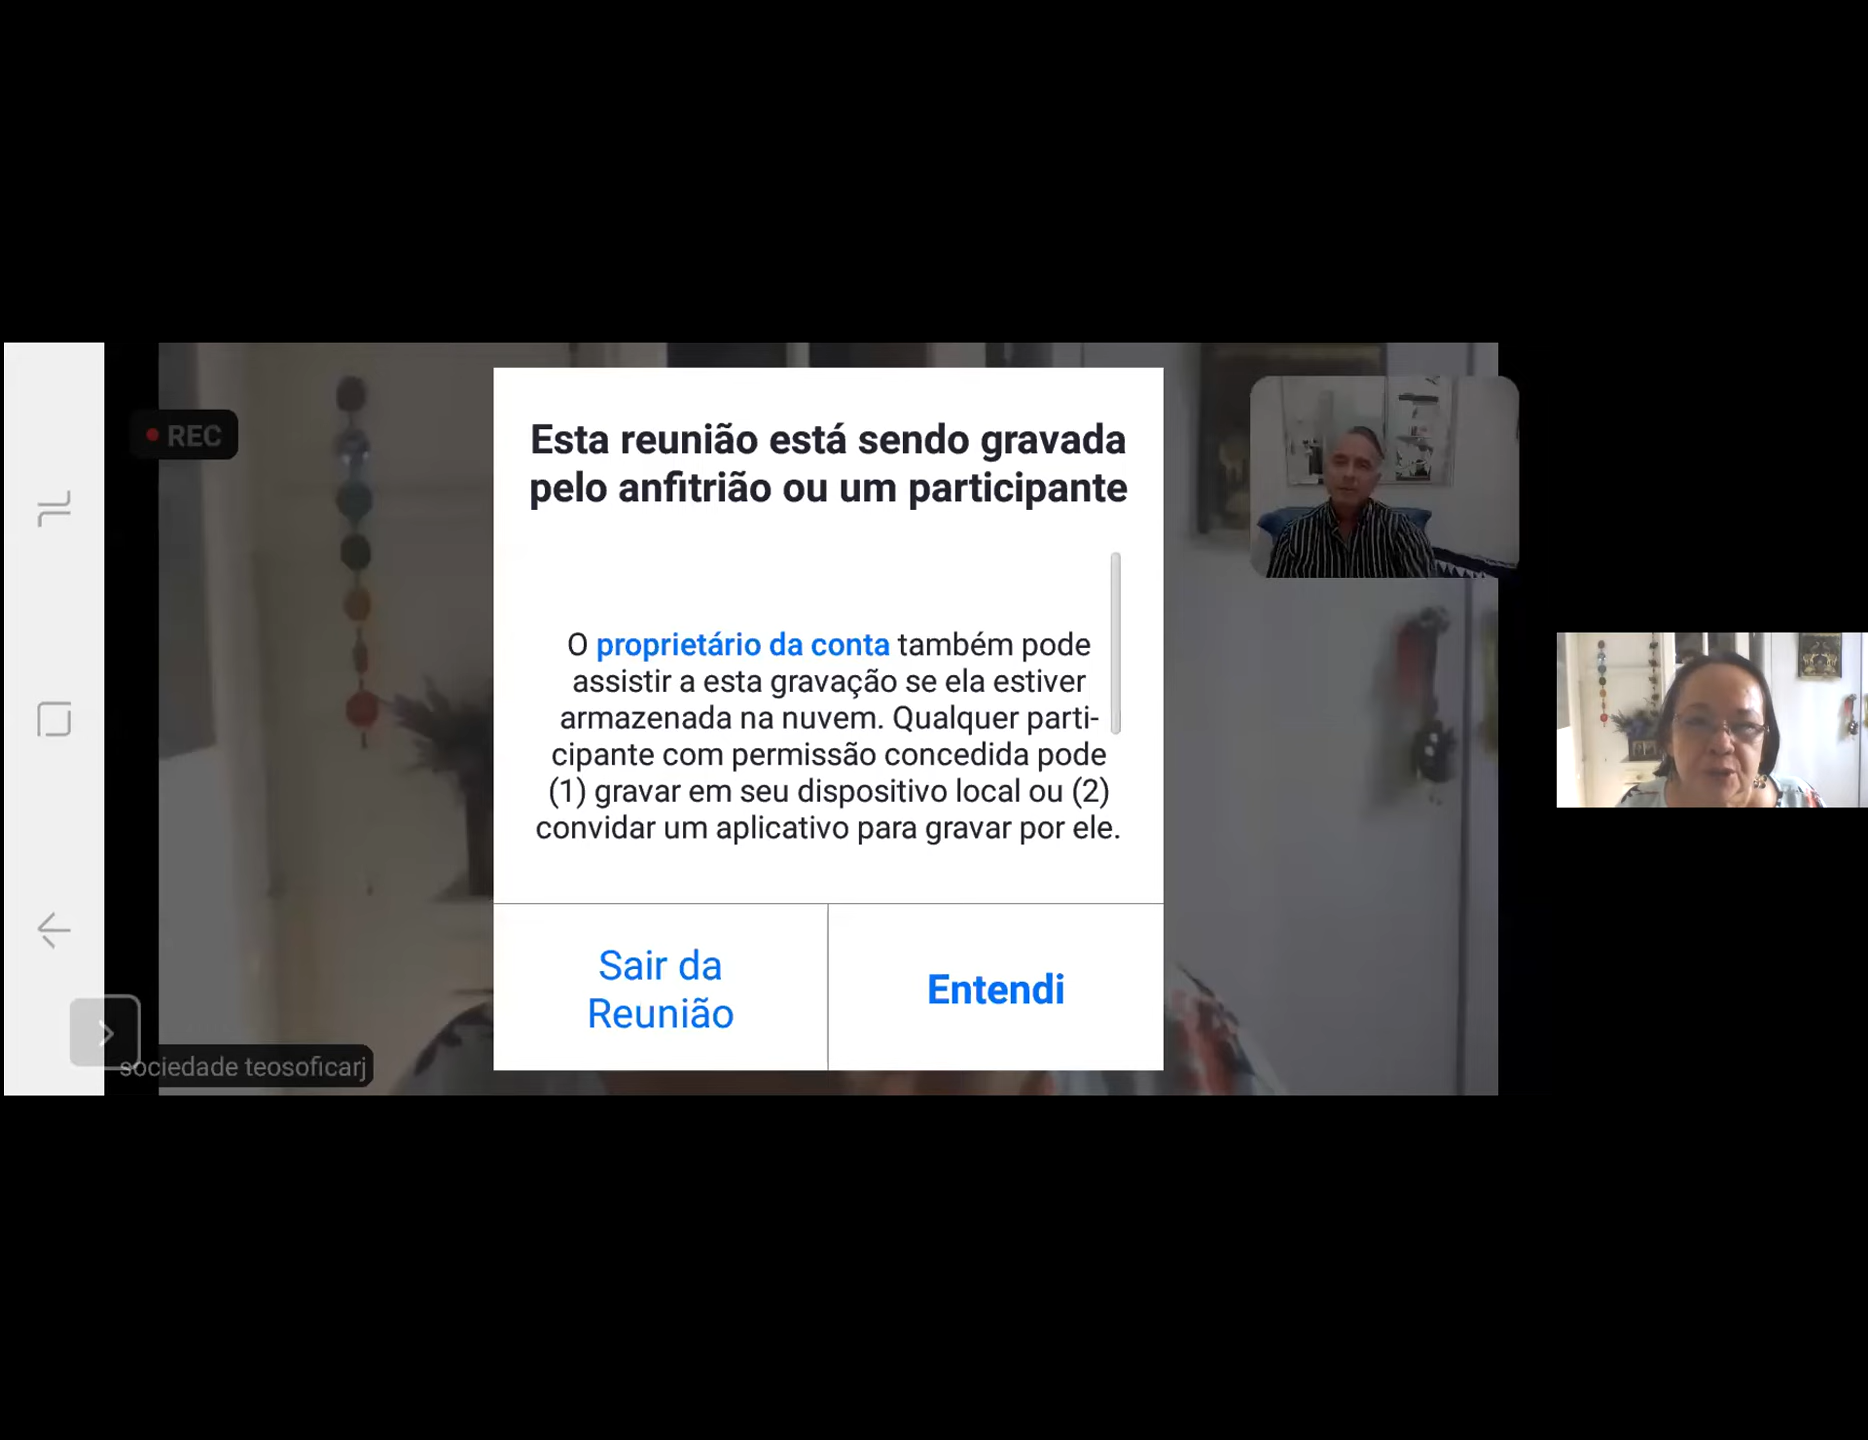 REC
Esta reunião está sendo gravada
pelo anfitrião ou um participante
O proprietário da conta também pode
assistir a esta gravação se ela estiver
armazenada na nuvem. Qualquer parti-
cipante com permissão concedida pode
(1) gravar em seu dispositivo local ou (2)
convidar um aplicativo para gravar por ele.
Sair da
Reunião
Entendi
sociedade teosoficarj